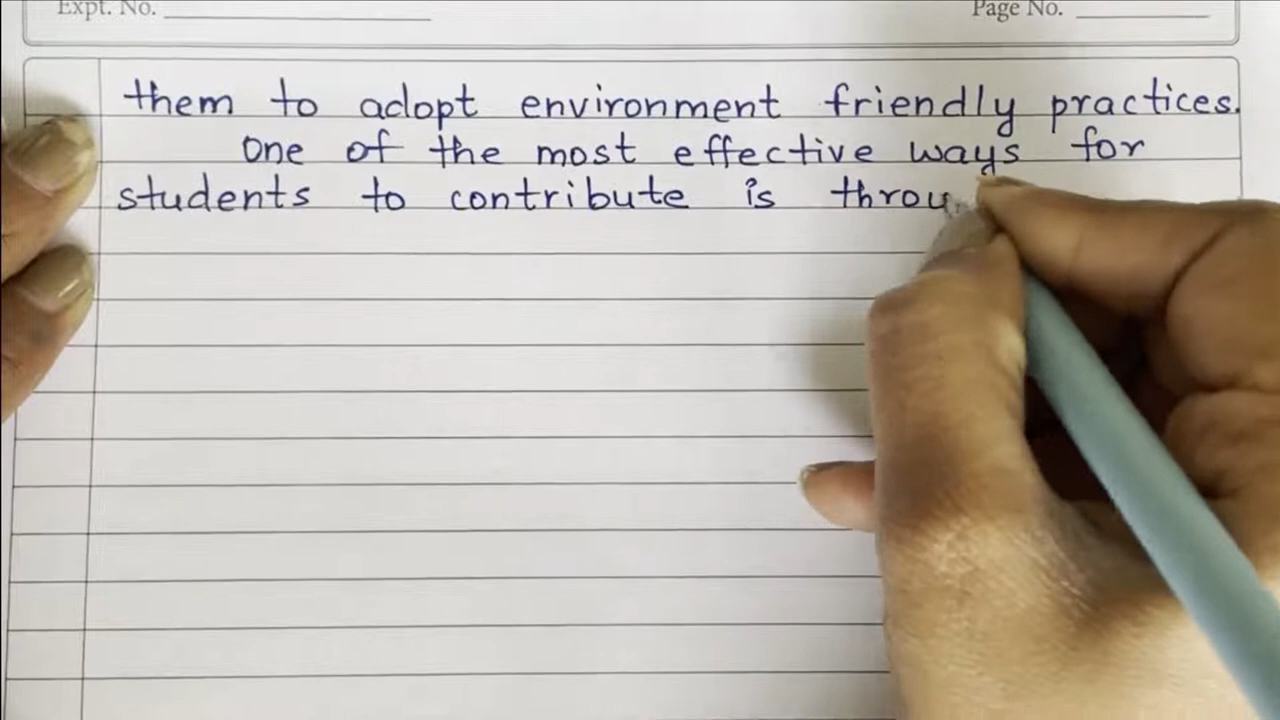 Expt. No.
Page No.
them to adopt environment friendly practices.
One of the most effective ways for
students to contribute is throu